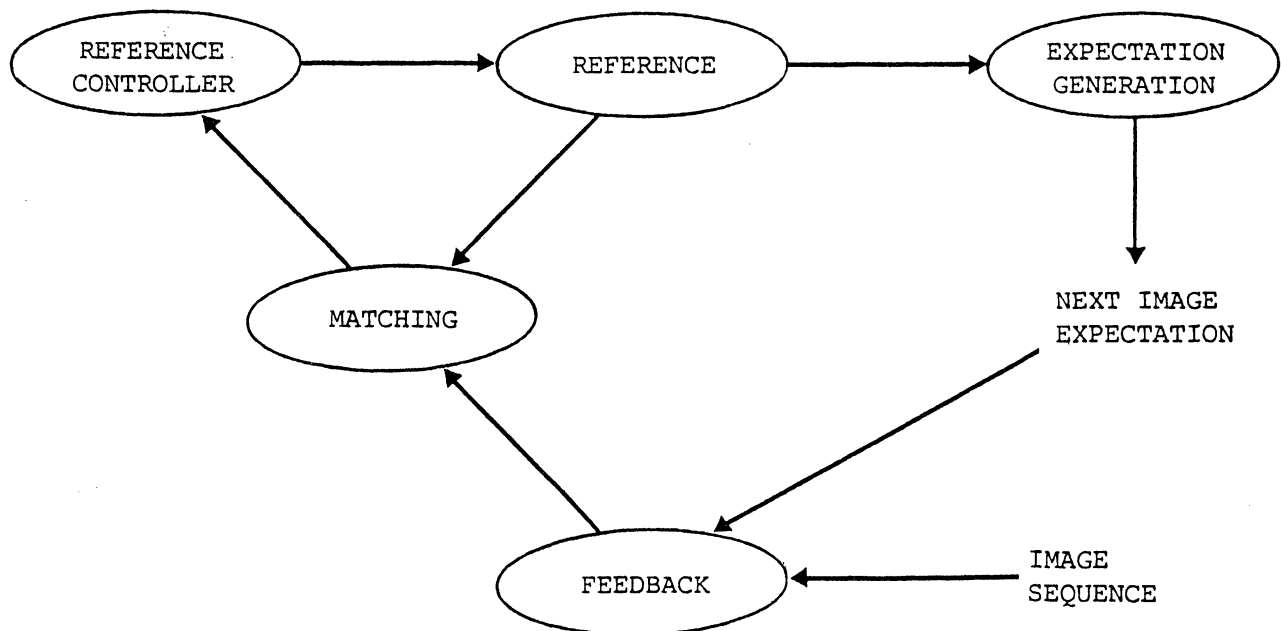 REFERENCE
CONTROLLER
REFERENCE
EXPECTATION
GENERATION
MATCHING
NEXT IMAGE
EXPECTATION
FEEDBACK
IMAGE
SEQUENCE